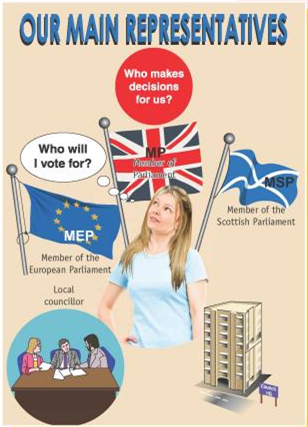 OUR MAIN REPRESENTATIVES
Who makes
decisions
for us?
Who will
I vote for?
MP
Member of
Parliament
MSP
Member of the
Scottish Parliament
MEP
Member of the
European Parliament
Local
councillor